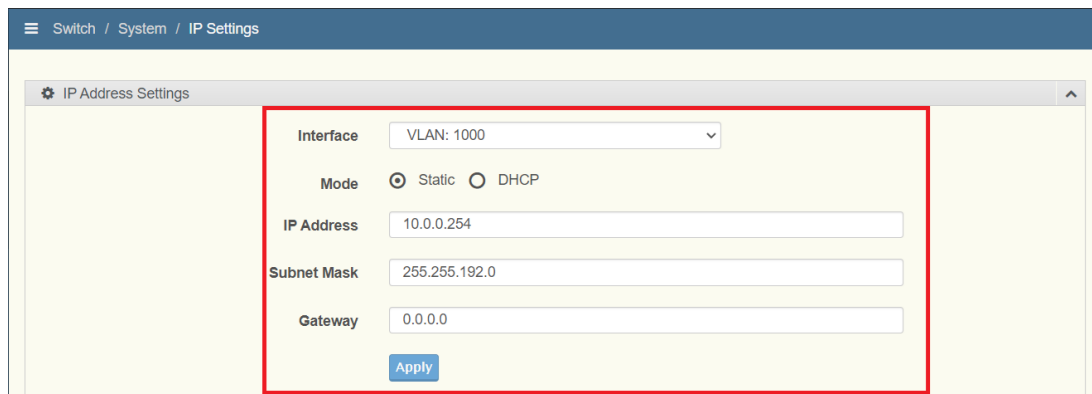 Switch / System / IP Settings
IP Address Settings
Interface VLAN: 1000
Mode Static DHCP
IP Address 10.0.0.254
Subnet Mask 255.255.192.0
Gateway 0.0.0.0
Apply